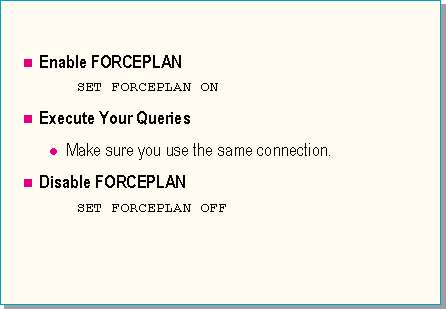 Enable FORCEPLAN
SET FORCEPLAN ON
Execute Your Queries
Make sure you use the same connection.
Disable FORCEPLAN
SET FORCEPLAN OFF